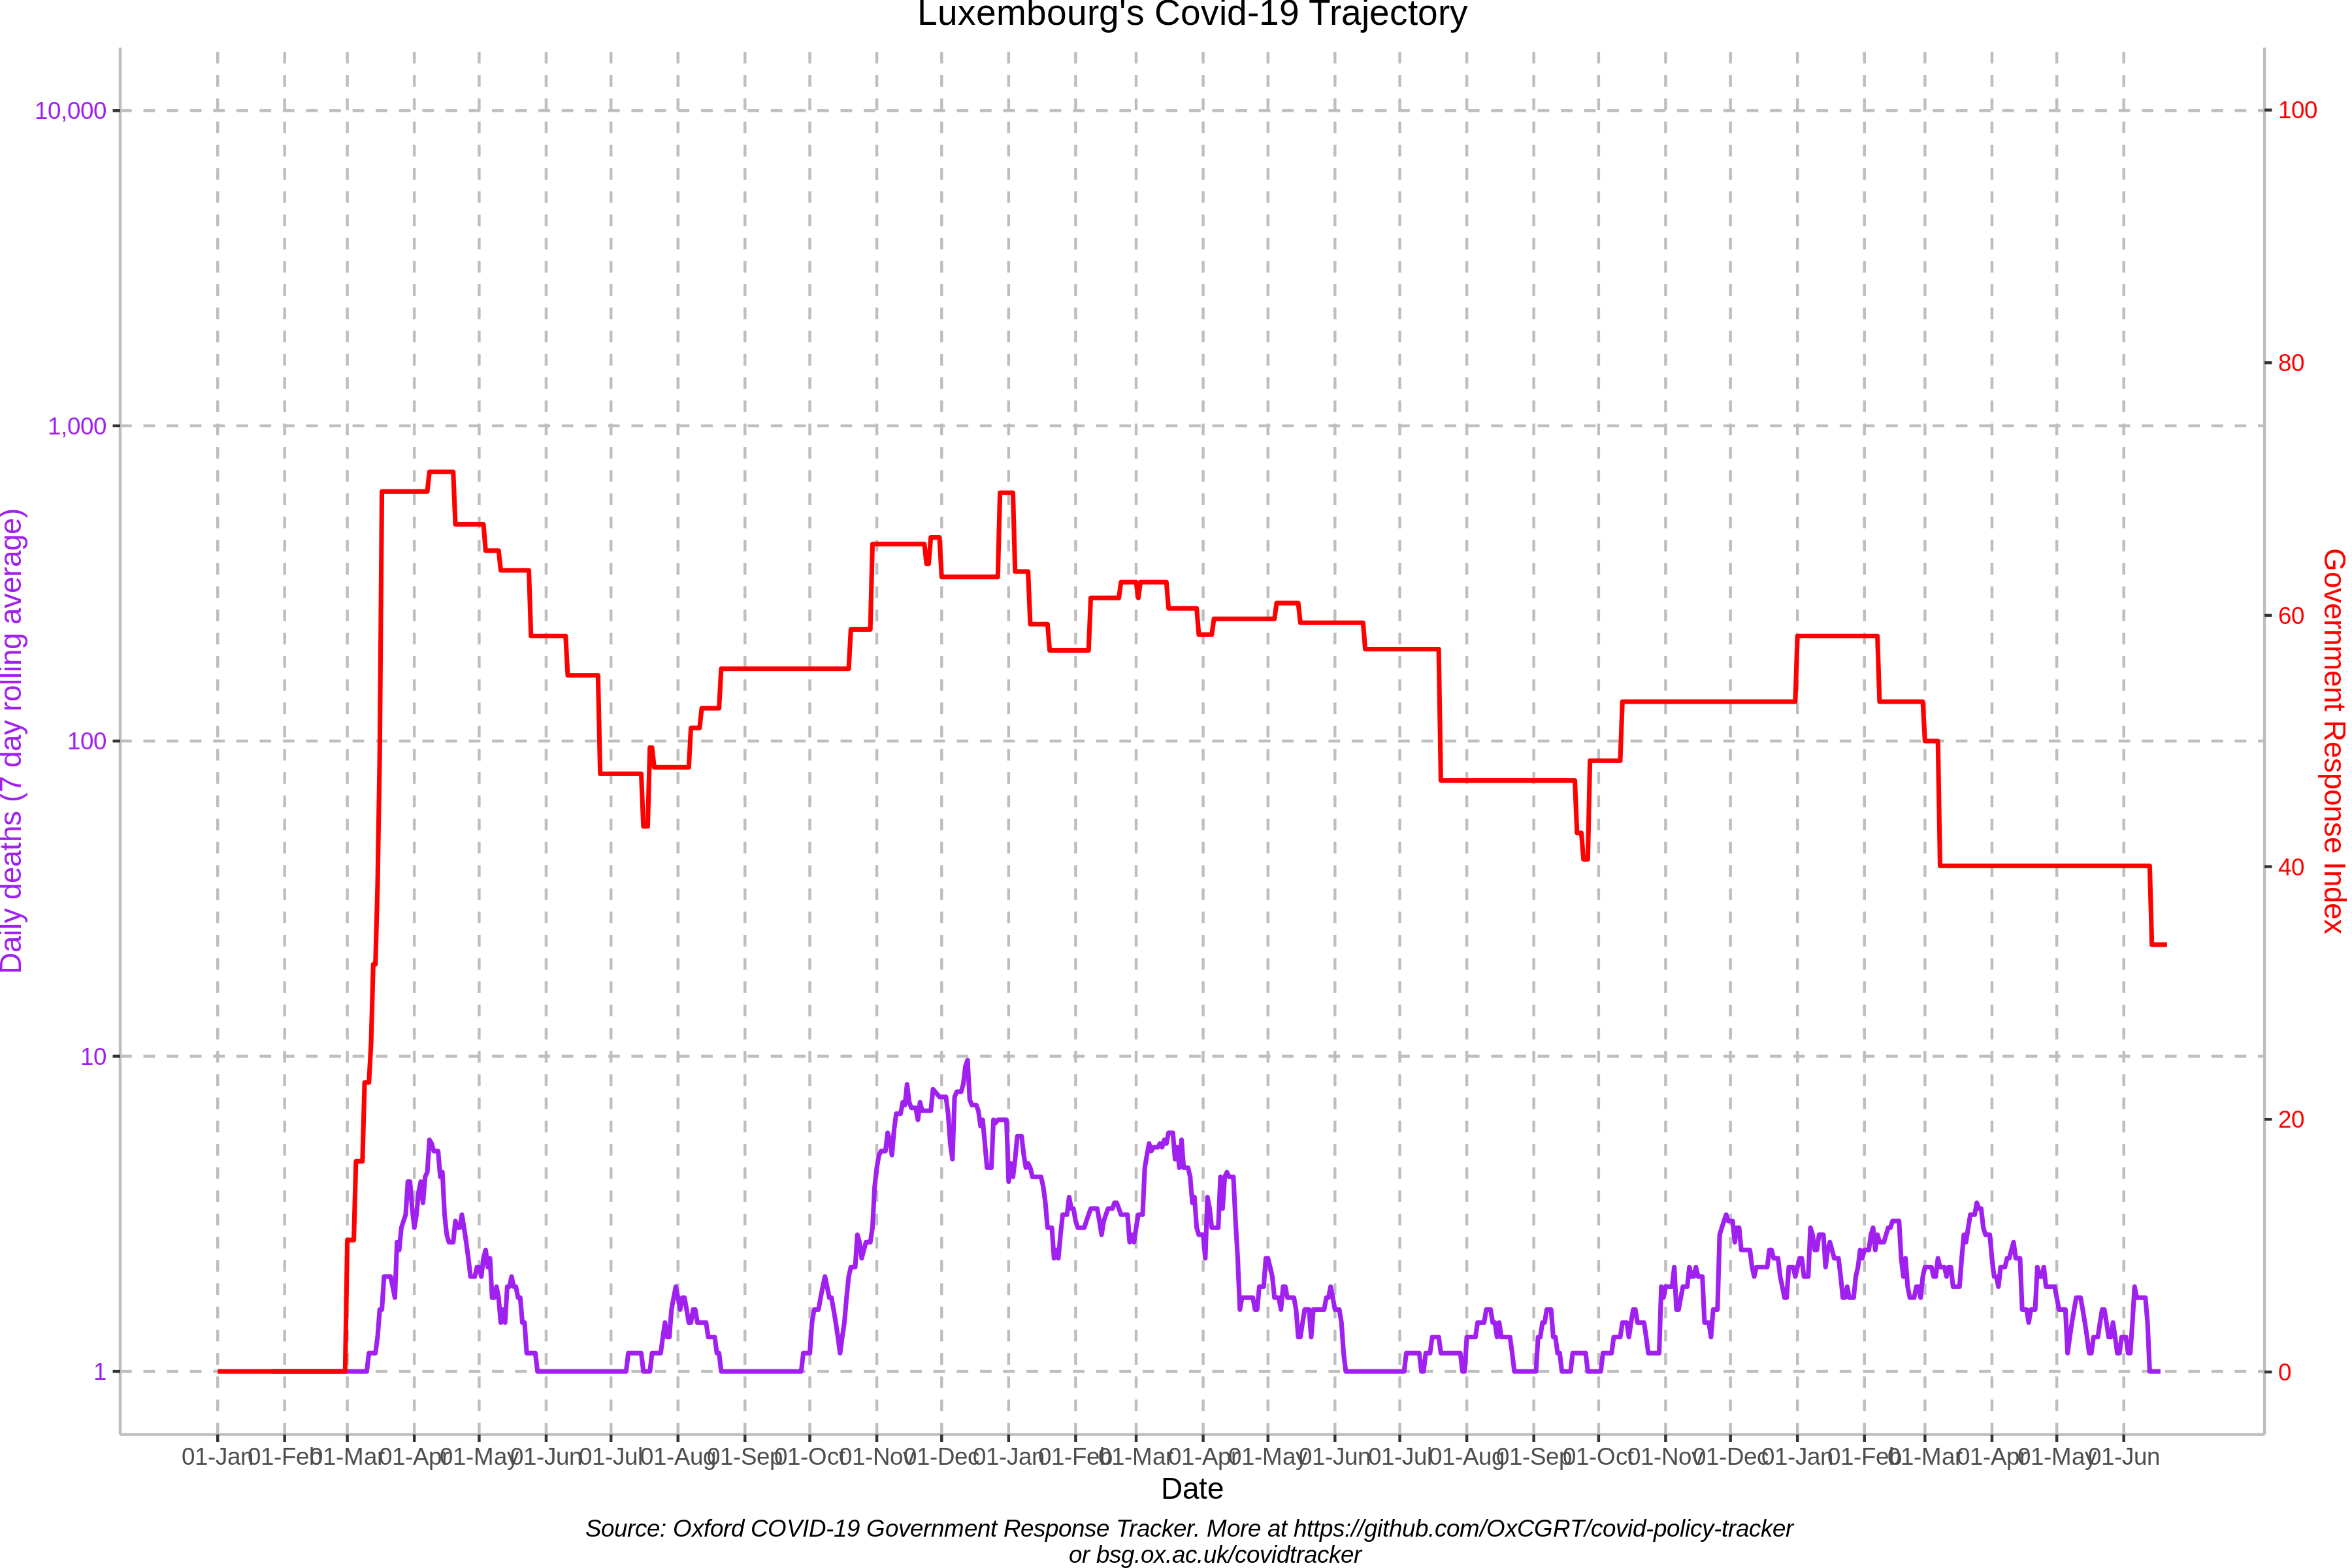 Luxembourg's Covid-19 Trajectory
10,000
1,000
100
10
1
Daily deaths (7 day rolling average)
100
80
60
40
20
0
Government Response Index
01-Jan 01-Feb 01-Mar 01-Apr 01-May 01-Jun 01-Jul 01-Aug 01-Sep 01-Oct 01-Nov 01-Dec 01-Jan 01-Feb 01-Mar 01-Apr 01-May 01-Jun 01-Jul 01-Aug 01-Sep 01-Oct 01-Nov 01-Dec 01-Jan 01-Feb 01-Mar 01-Apr 01-May 01-Jun
Date
Source: Oxford COVID-19 Government Response Tracker. More at https://github.com/OxCGRT/covid-policy-tracker
or bsg.ox.ac.uk/covidtracker